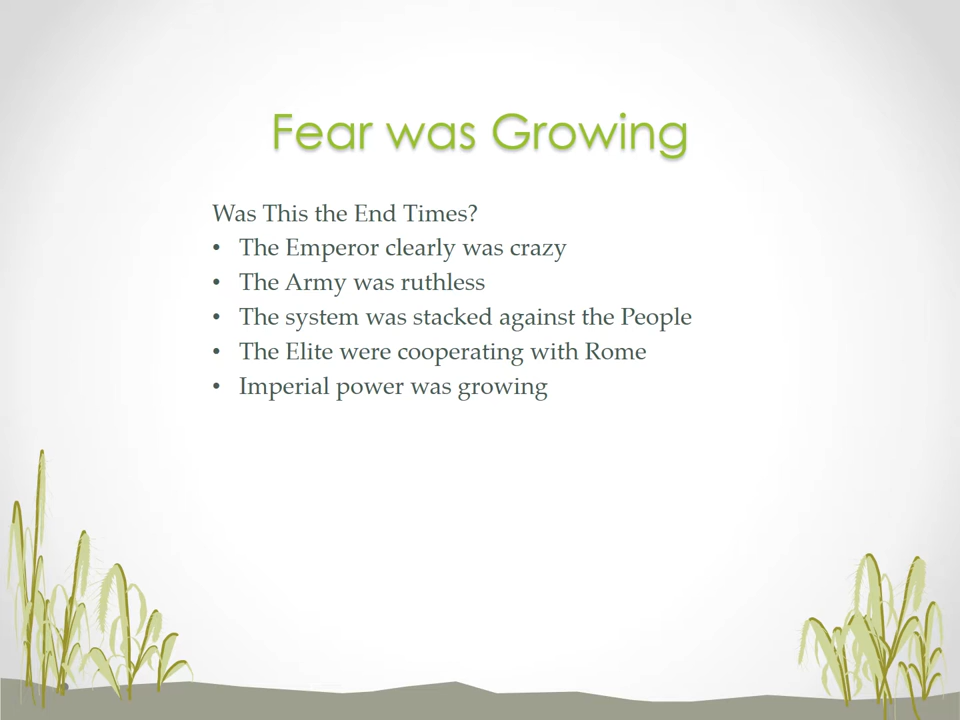 Fear was Growing
Was This the End Times?
• The Emperor clearly was crazy
• The Army was ruthless
• The system was stacked against the People
• The Elite were cooperating with Rome
• Imperial power was growing